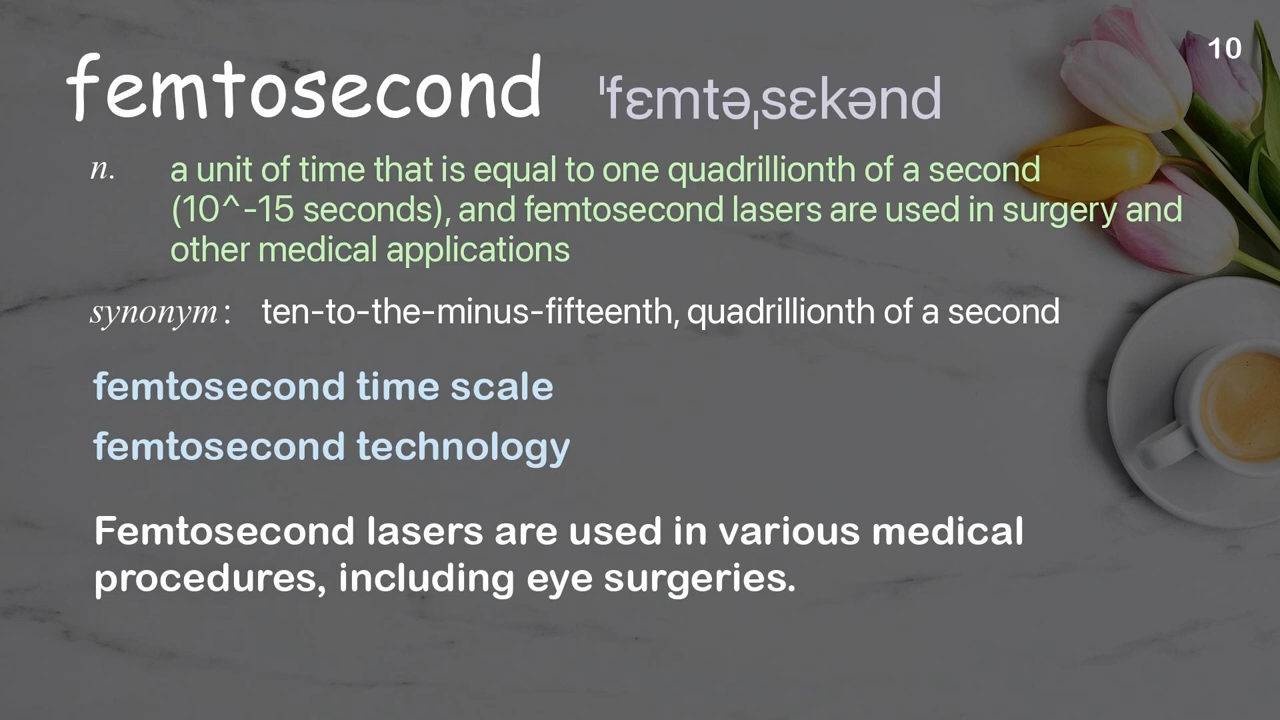 10
femtosecond ˈfɛmtəˌsɛkənd
n. a unit of time that is equal to one quadrillionth of a second
(10^-15 seconds), and femtosecond lasers are used in surgery and
other medical applications
synonym: ten-to-the-minus-fifteenth, quadrillionth of a second
femtosecond time scale
femtosecond technology
Femtosecond lasers are used in various medical
procedures, including eye surgeries.